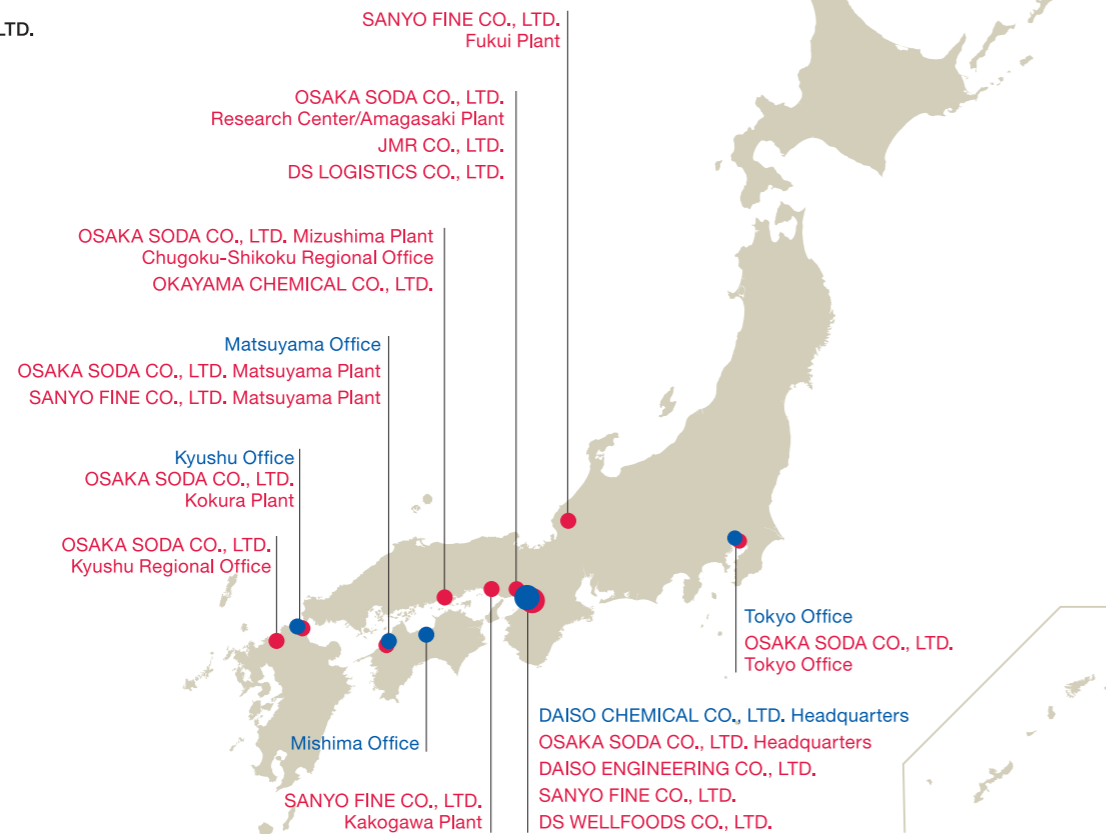 LTD.
SANYO FINE CO., LTD.
Fukui Plant
OSAKA SODA CO., LTD.
Research Center/Amagasaki Plant
JMR CO., LTD.
DS LOGISTICS CO., LTD.
OSAKA SODA CO., LTD. Mizushima Plant
Chugoku-Shikoku Regional Office
OKAYAMA CHEMICAL CO., LTD.
Matsuyama Office
OSAKA SODA CO., LTD. Matsuyama Plant
SANYO FINE CO., LTD. Matsuyama Plant
Kyushu Office
OSAKA SODA CO., LTD.
Kokura Plant
OSAKA SODA CO., LTD.
Kyushu Regional Office
Tokyo Office
OSAKA SODA CO., LTD.
Tokyo Office
Mishima Office
DAISO CHEMICAL CO., LTD. Headquarters
OSAKA SODA CO., LTD. Headquarters
DAISO ENGINEERING CO., LTD.
SANYO FINE CO., LTD.
DS WELLFOODS CO., LTD.
SANYO FINE CO., LTD.
Kakogawa Plant